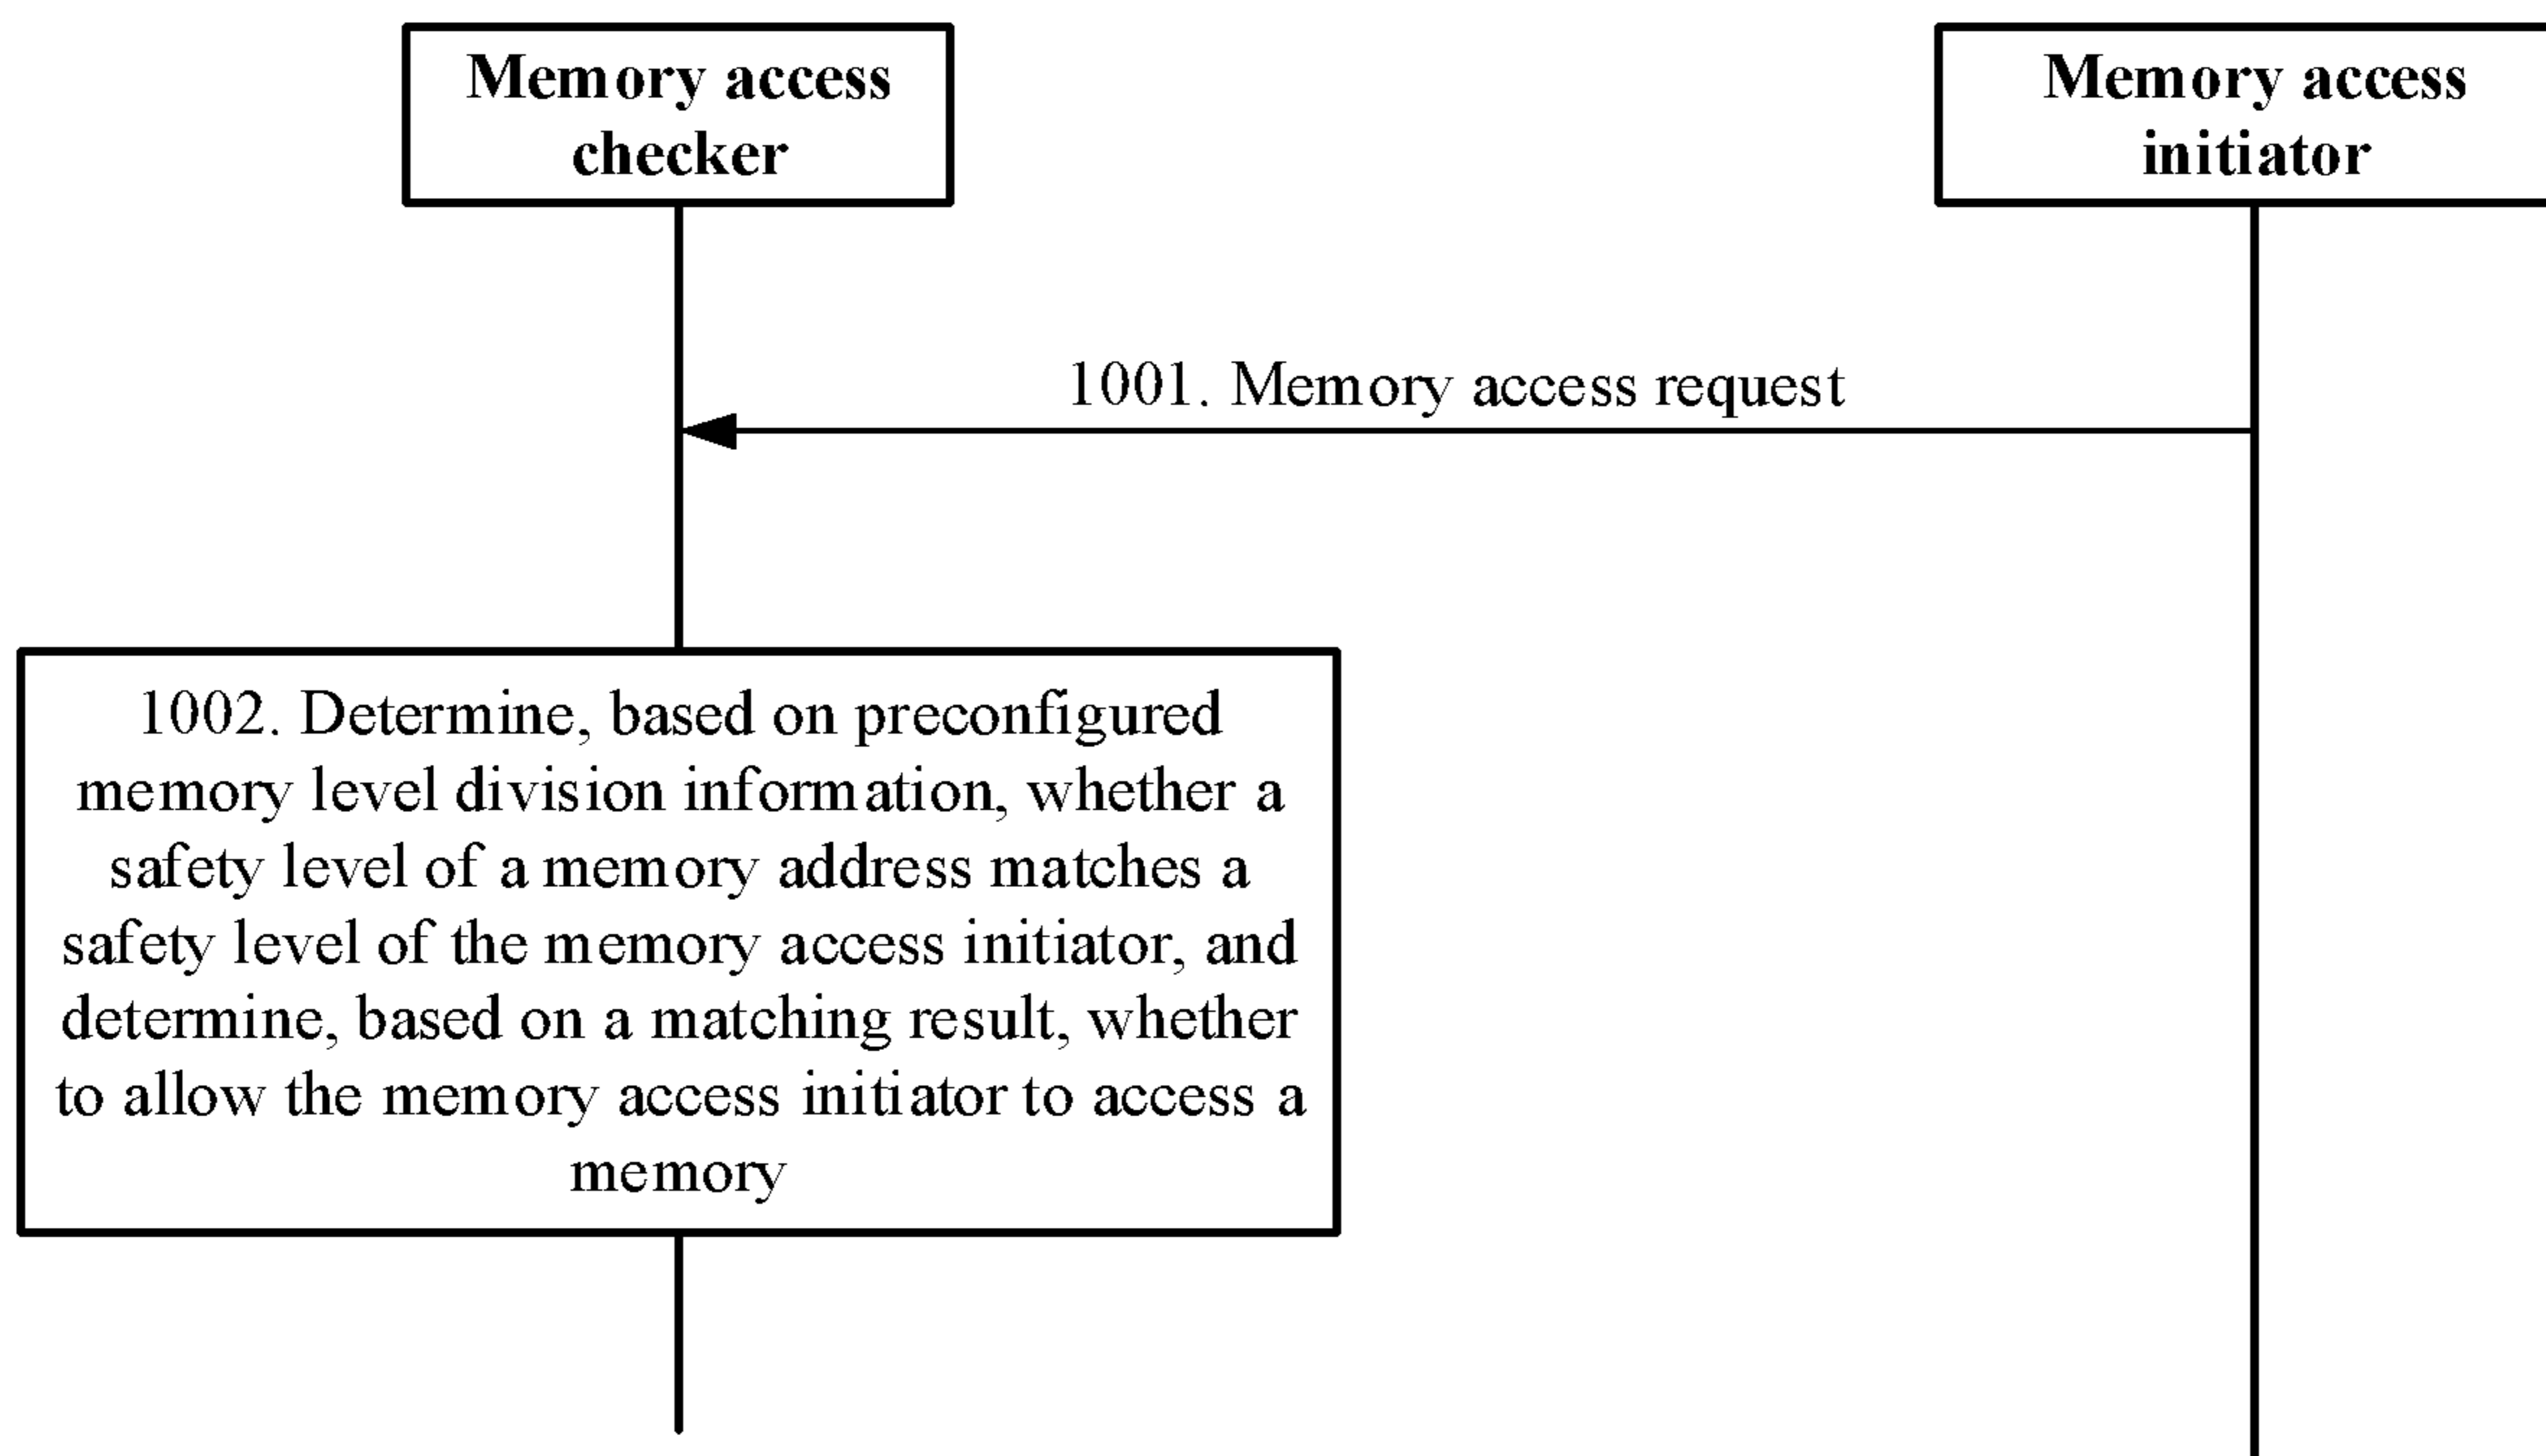 Memory access
checker
Memory access
initiator
1001. Memory access request
1002. Determine, based on preconfigured
memory level division information, whether a
safety level of a memory address matches a
safety level of the memory access initiator, and
determine, based on a matching result, whether
to allow the memory access initiator to access a
memory